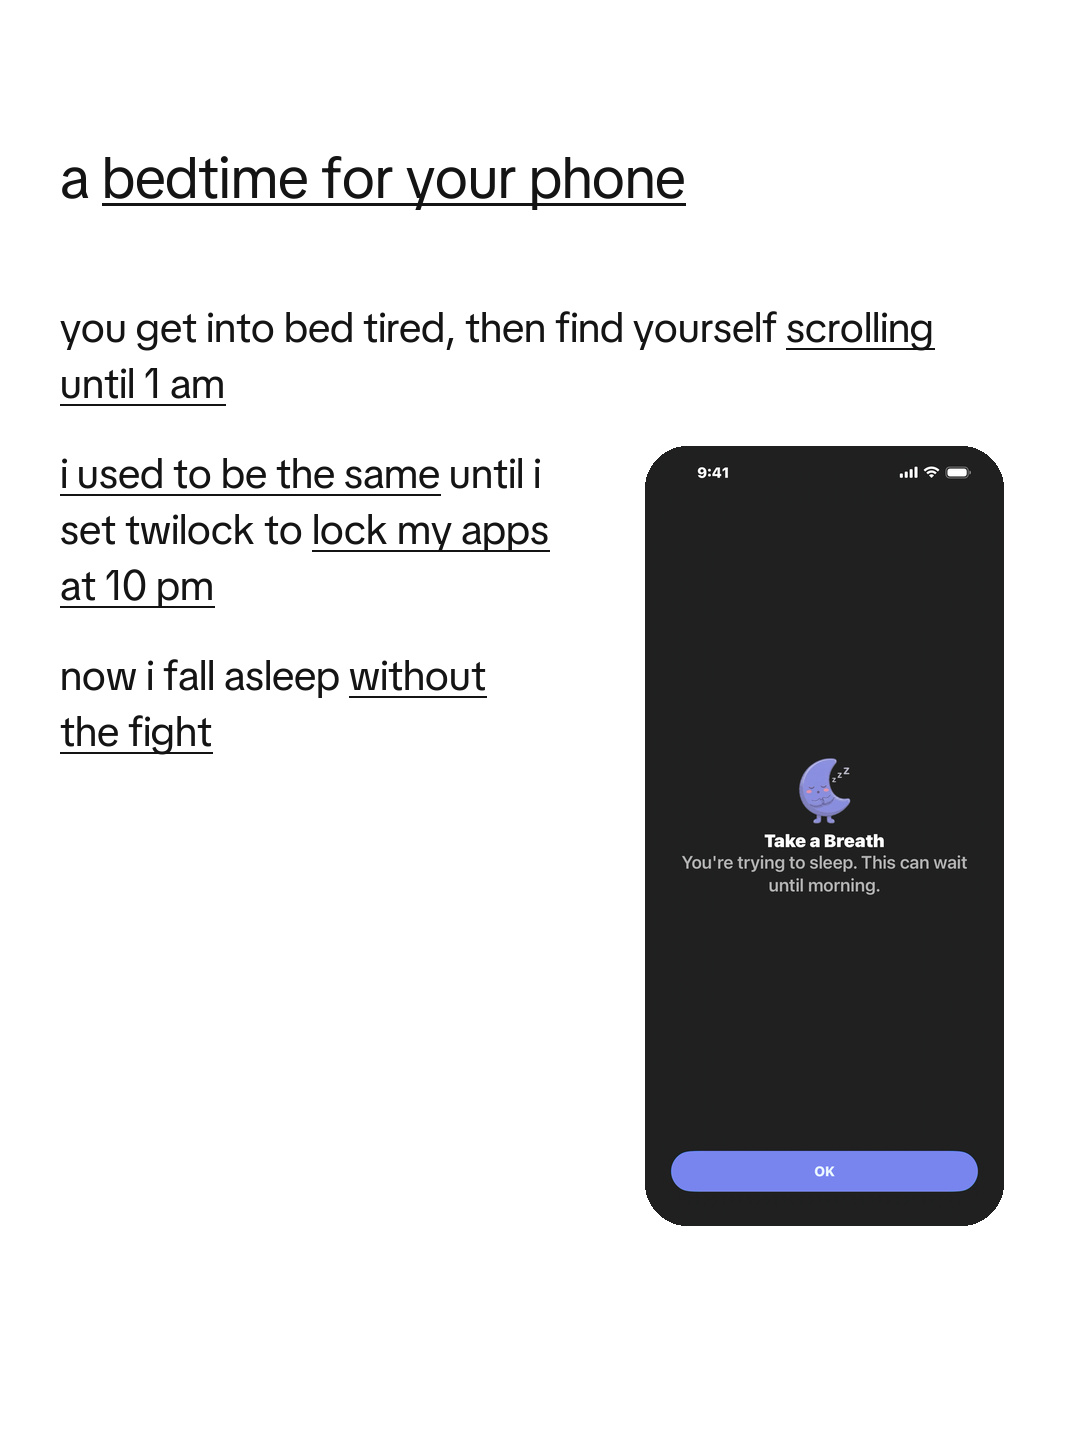 a bedtime for your phone
you get into bed tired, then find yourself scrolling
until 1 am
i used to be the same until i
set twilock to lock my apps
at 10 pm
now i fall asleep without
the fight
9:41
z z z
Take a Breath
You're trying to sleep. This can wait
until morning.
OK